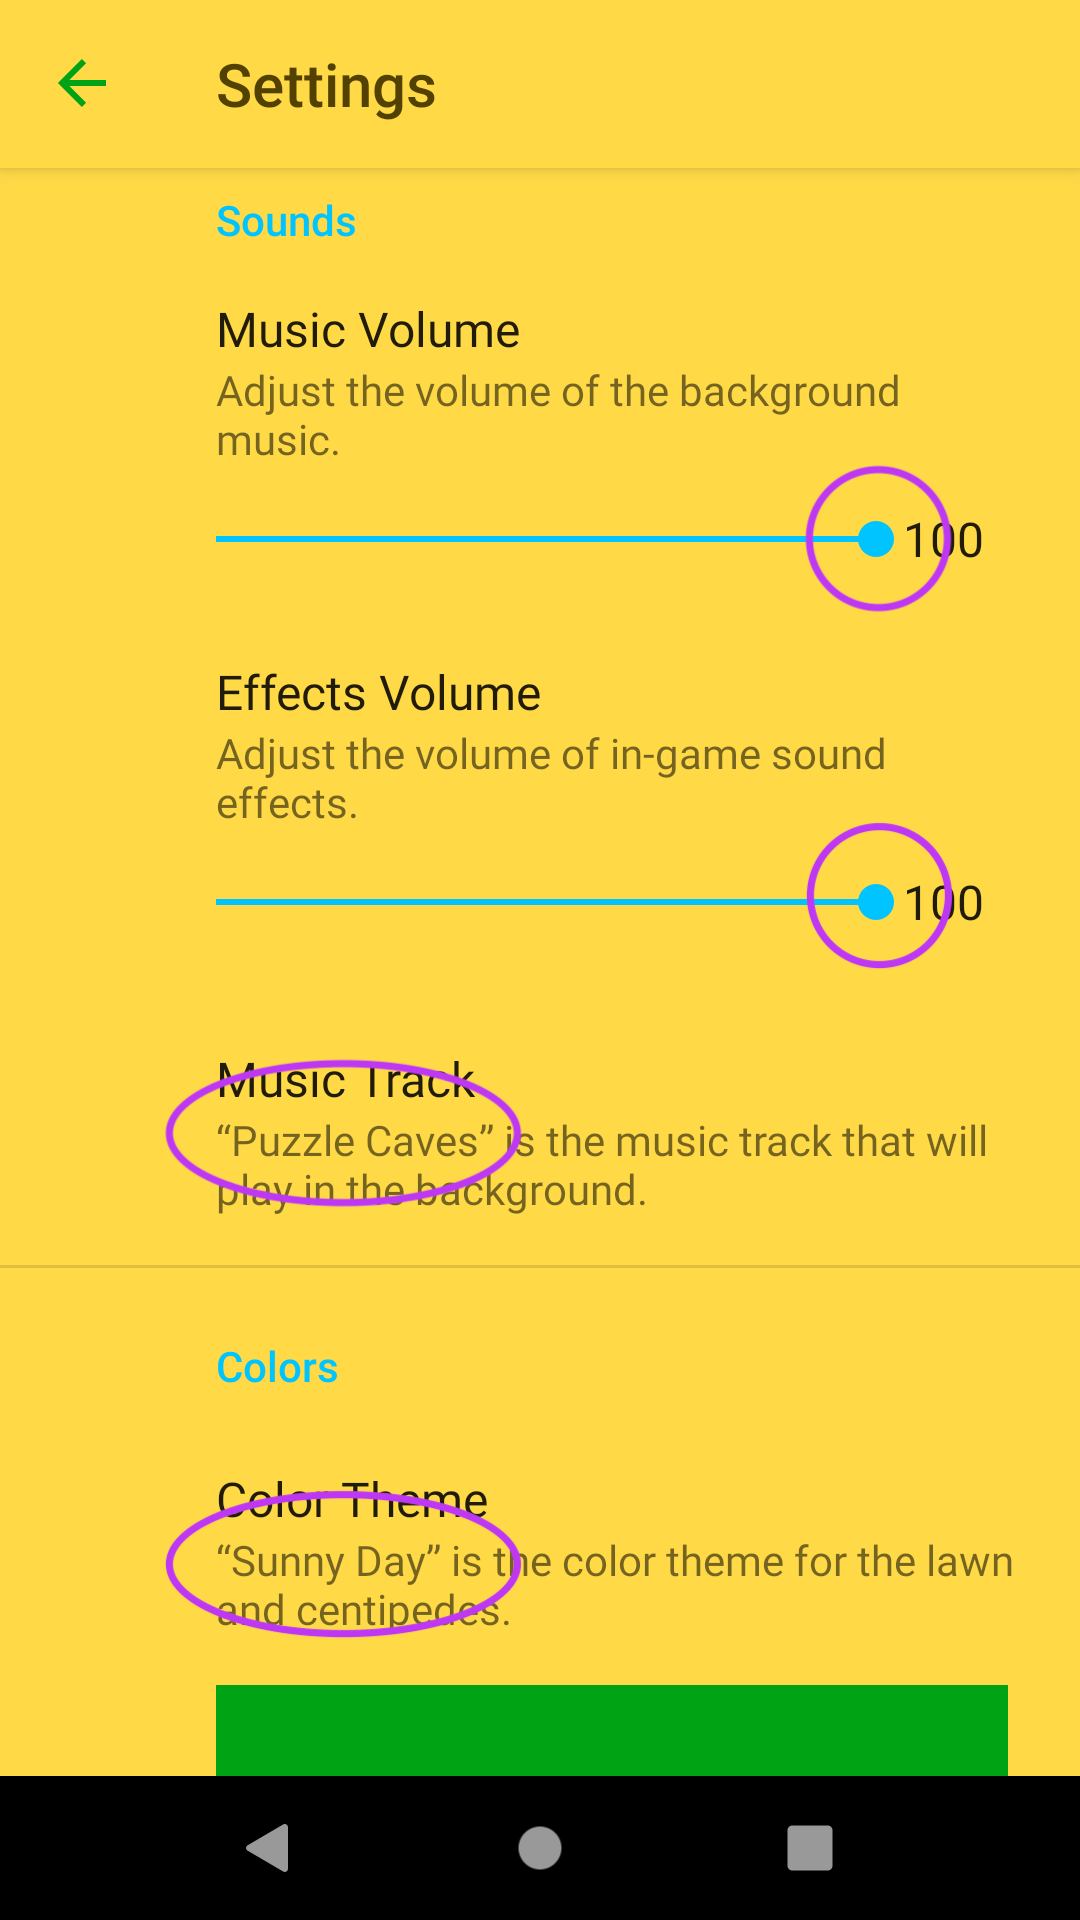 Settings
Sounds
Music Volume
Adjust the volume of the background
music.
100
Effects Volume
Adjust the volume of in-game sound
effects.
100
Music Track
“Puzzle Caves” is the music track that will
play in the background.
Colors
Color Theme
“Sunny Day” is the color theme for the lawn
and centipedes.